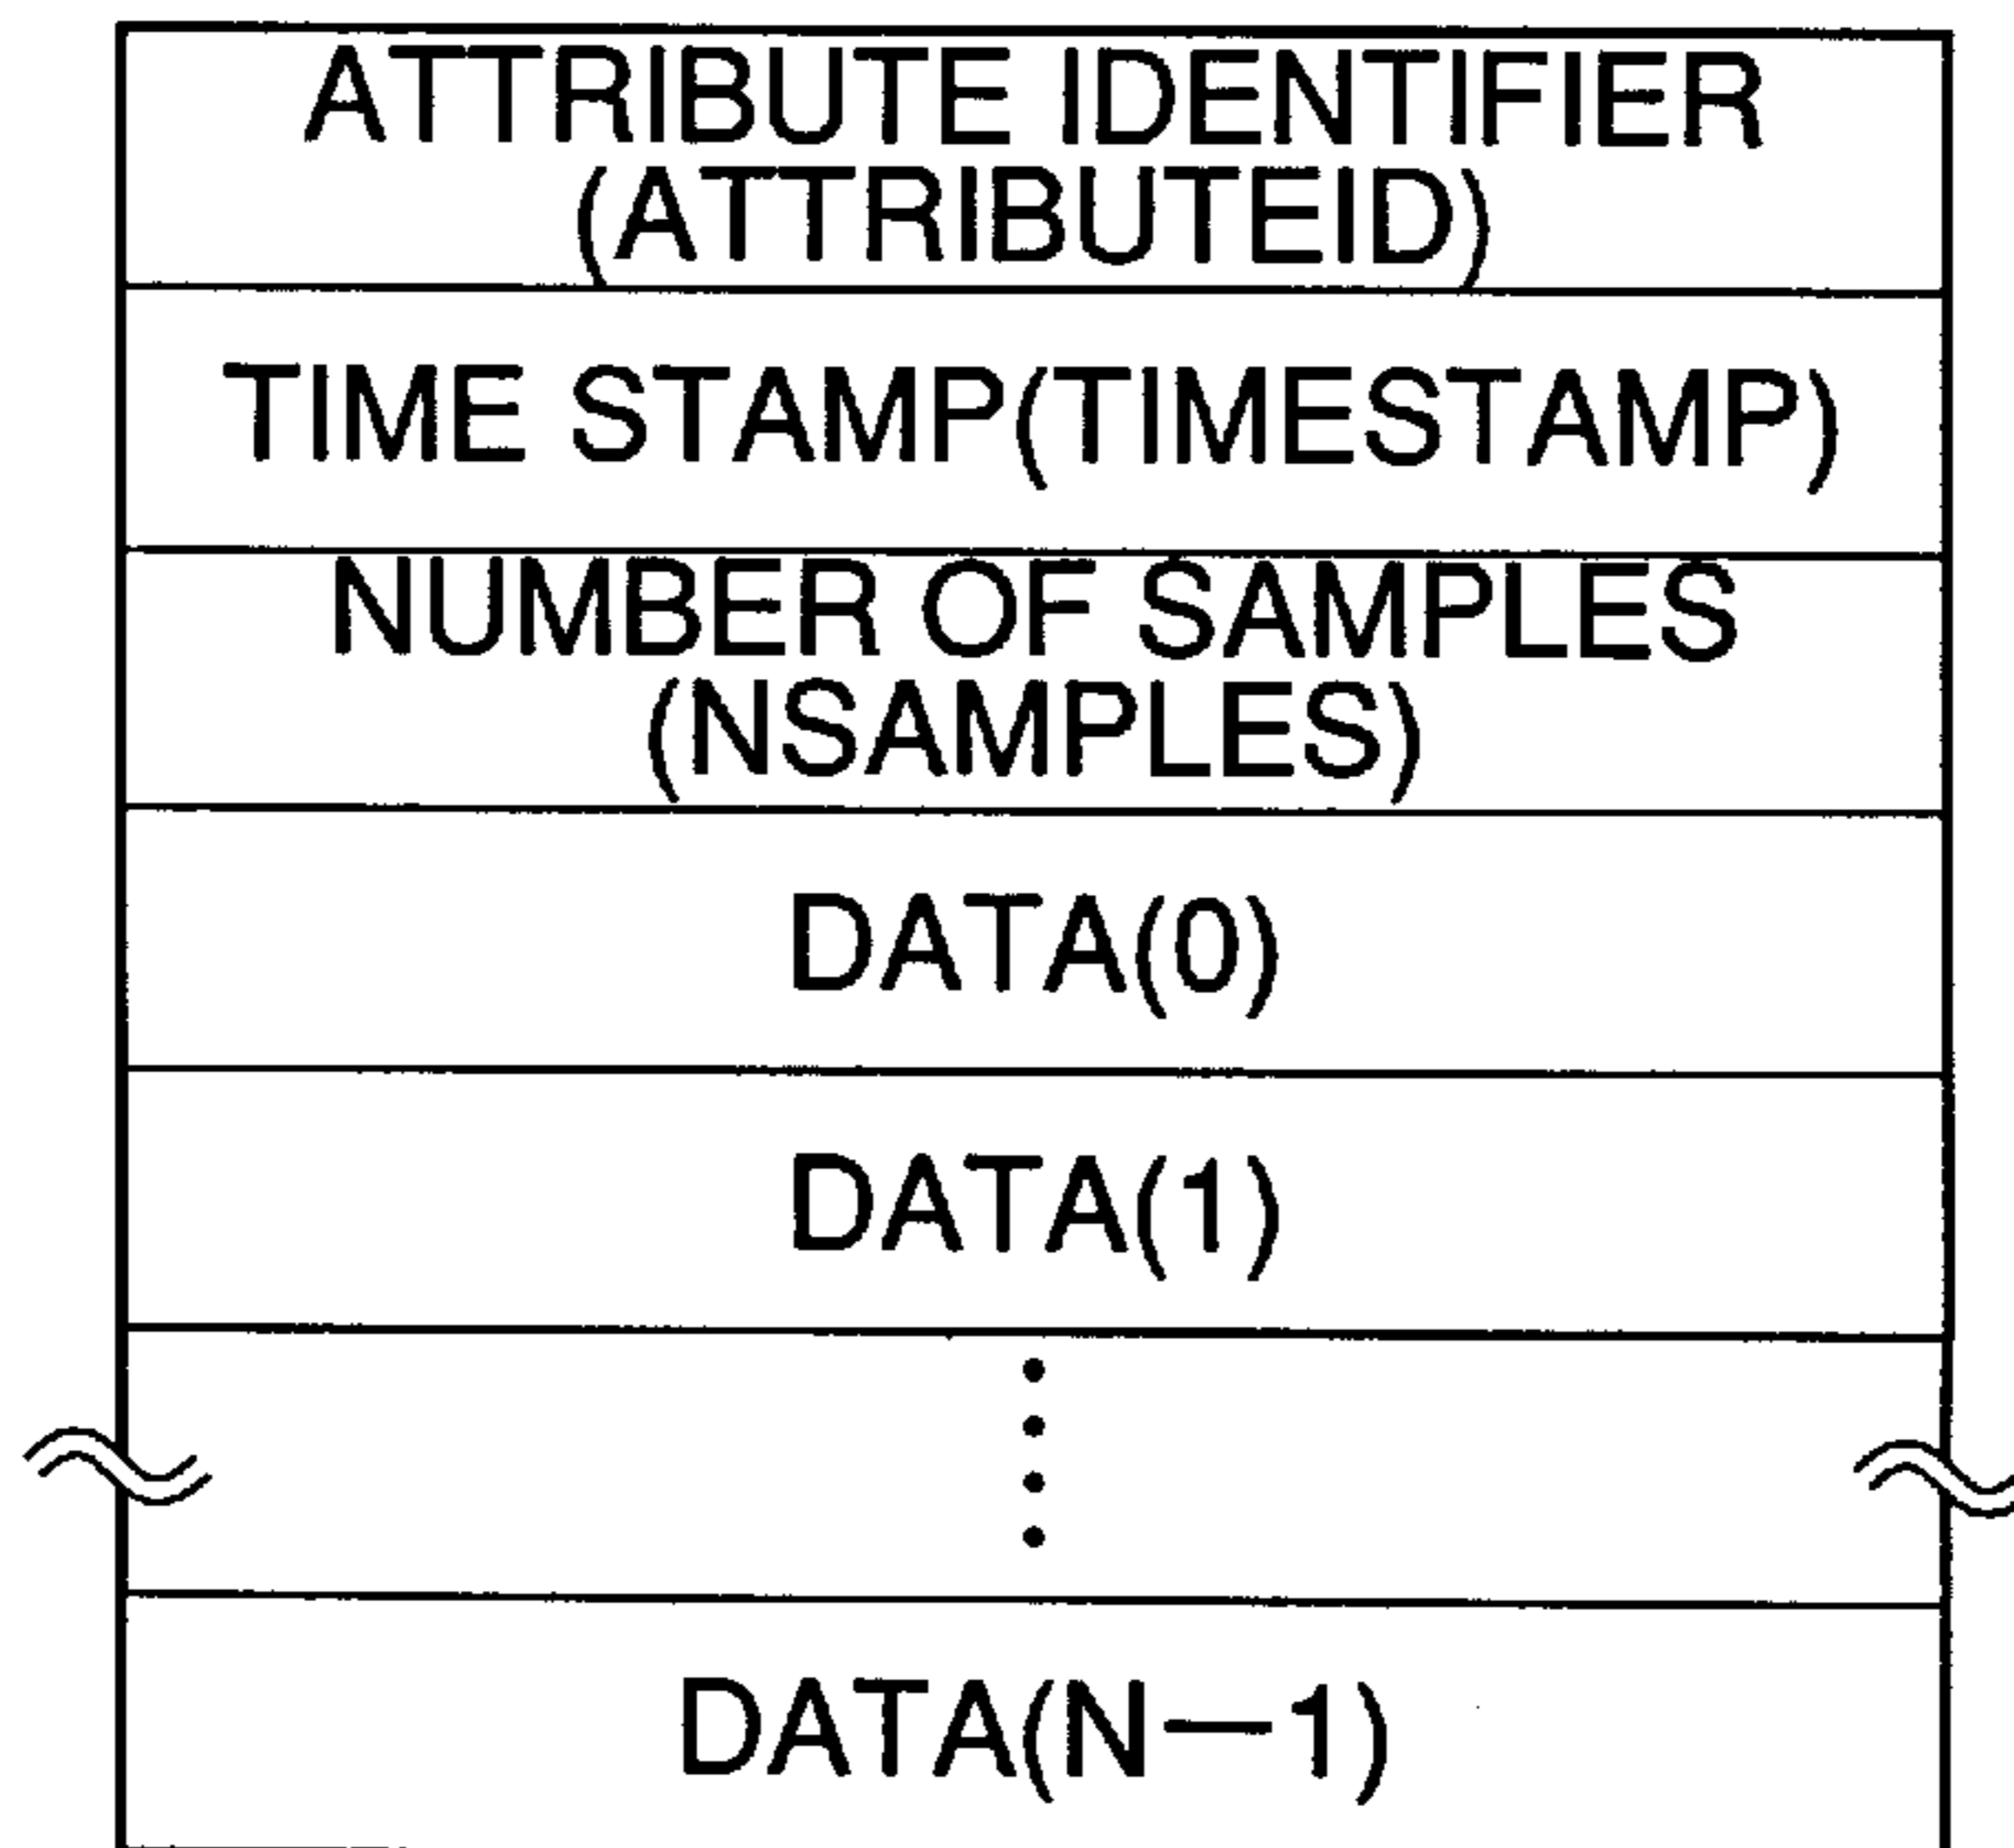 ATTRIBUTE IDENTIFIER
(ATTRIBUTEID)
TIME STAMP(TIMESTAMP)
NUMBER OF SAMPLES
(NSAMPLES)
DATA(0)
DATA(1)
DATA(N—1)